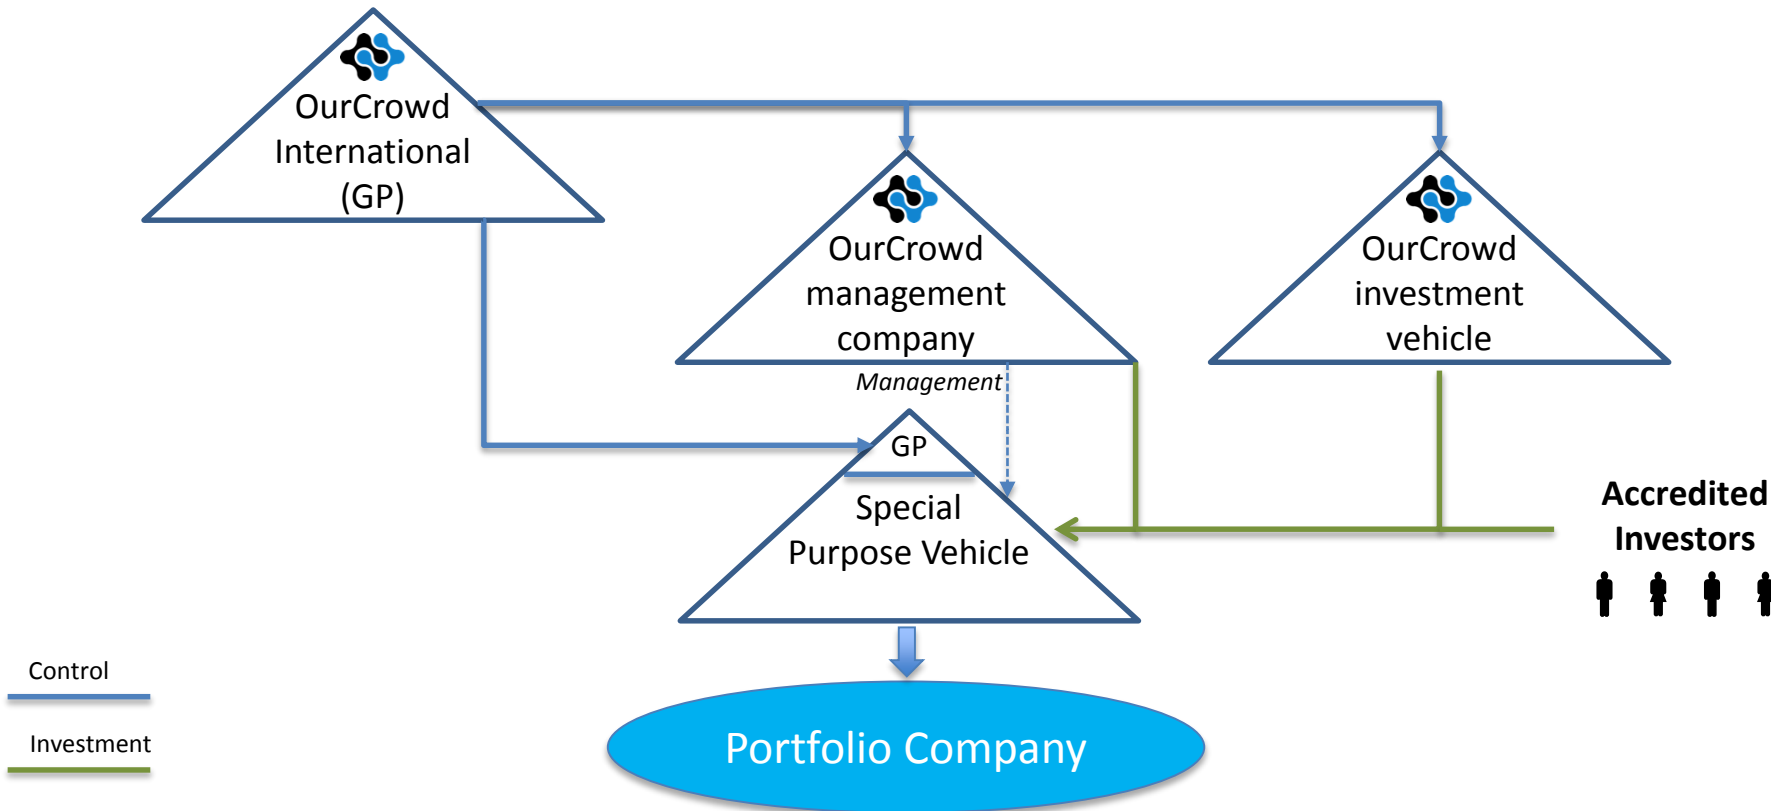 OurCrowd
International
(GP)
OurCrowd
management
company
OurCrowd
investment
vehicle
Management
GP
Special
Purpose Vehicle
Accredited
Investors
Control
Investment
Portfolio Company